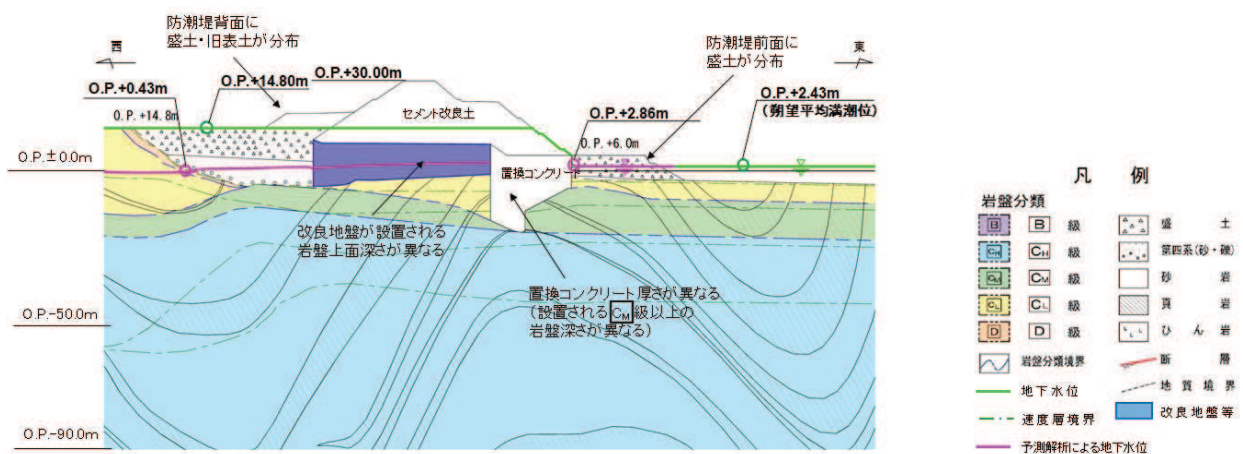 防潮堤背面に
盛土・旧表土が分布
防潮堤前面に
盛土が分布
西
東
O.P.+0.43m
O.P.+14.80m
O.P.+30.00m
O.P.+2.86m
O.P.+2.43m
(朔望平均満潮位)
O.P. +14.8m
セメント改良土
O.P. +6.0m
O.P.±0.0m
置換コンクリート
改良地盤が設置される
岩盤上面深さが異なる
置換コンクリート厚さが異なる
(設置されるCM級以上の
岩盤深さが異なる)
O.P.-50.0m
O.P.-90.0m
凡 例
岩盤分類
B B 級
CH CH 級
CM CM 級
CL CL 級
D D 級
岩盤分類境界
地下水位
速度層境界
予測解析による地下水位
盛 土
第四系(砂・礫)
砂 岩
頁 岩
ひ ん 岩
断 層
地 質 境 界
改良地盤等